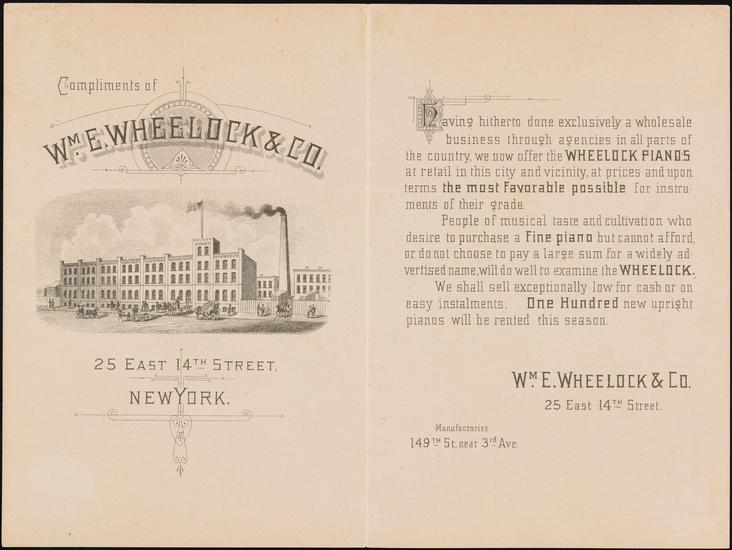 Compliments of
Wm. E. WHEELOCK & CO.
25 EAST 14TH STREET,
NEW YORK.
Having hitherto done exclusively a wholesale
business through agencies in all parts of
the country, we now offer the WHEELOCK PIANOS
at retail in this city and vicinity, at prices and upon
terms the most favorable possible for instru-
ments of their grade.
People of musical taste and cultivation who
desire to purchase a Fine piano but cannot afford,
or do not choose to pay a large sum for a widely ad-
vertised name, will do well to examine the WHEELOCK.
We shall sell exceptionally low for cash or on
easy instalments. One Hundred new upright
pianos will be rented this season.
WM. E. WHEELOCK & CO.
25 East 14TH Street.
Manufactories
149TH St. near 3rd Ave.